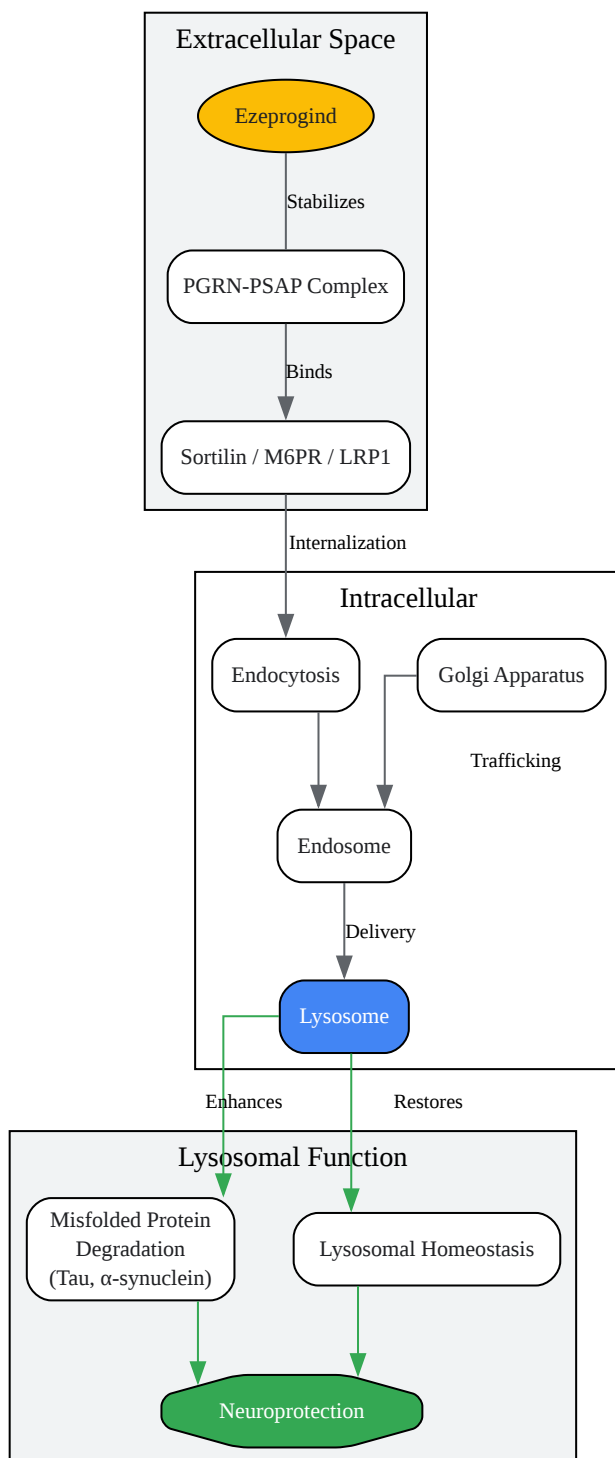 Extracellular Space
Ezeprogind
Stabilizes
PGRN-PSAP Complex
Binds
Sortilin / M6PR / LRP1
Internalization
Intracellular
Endocytosis
Golgi Apparatus
Trafficking
Endosome
Delivery
Lysosome
Enhances
Restores
Lysosomal Function
Misfolded Protein
Degradation
(Tau, α-synuclein)
Lysosomal Homeostasis
Neuroprotection